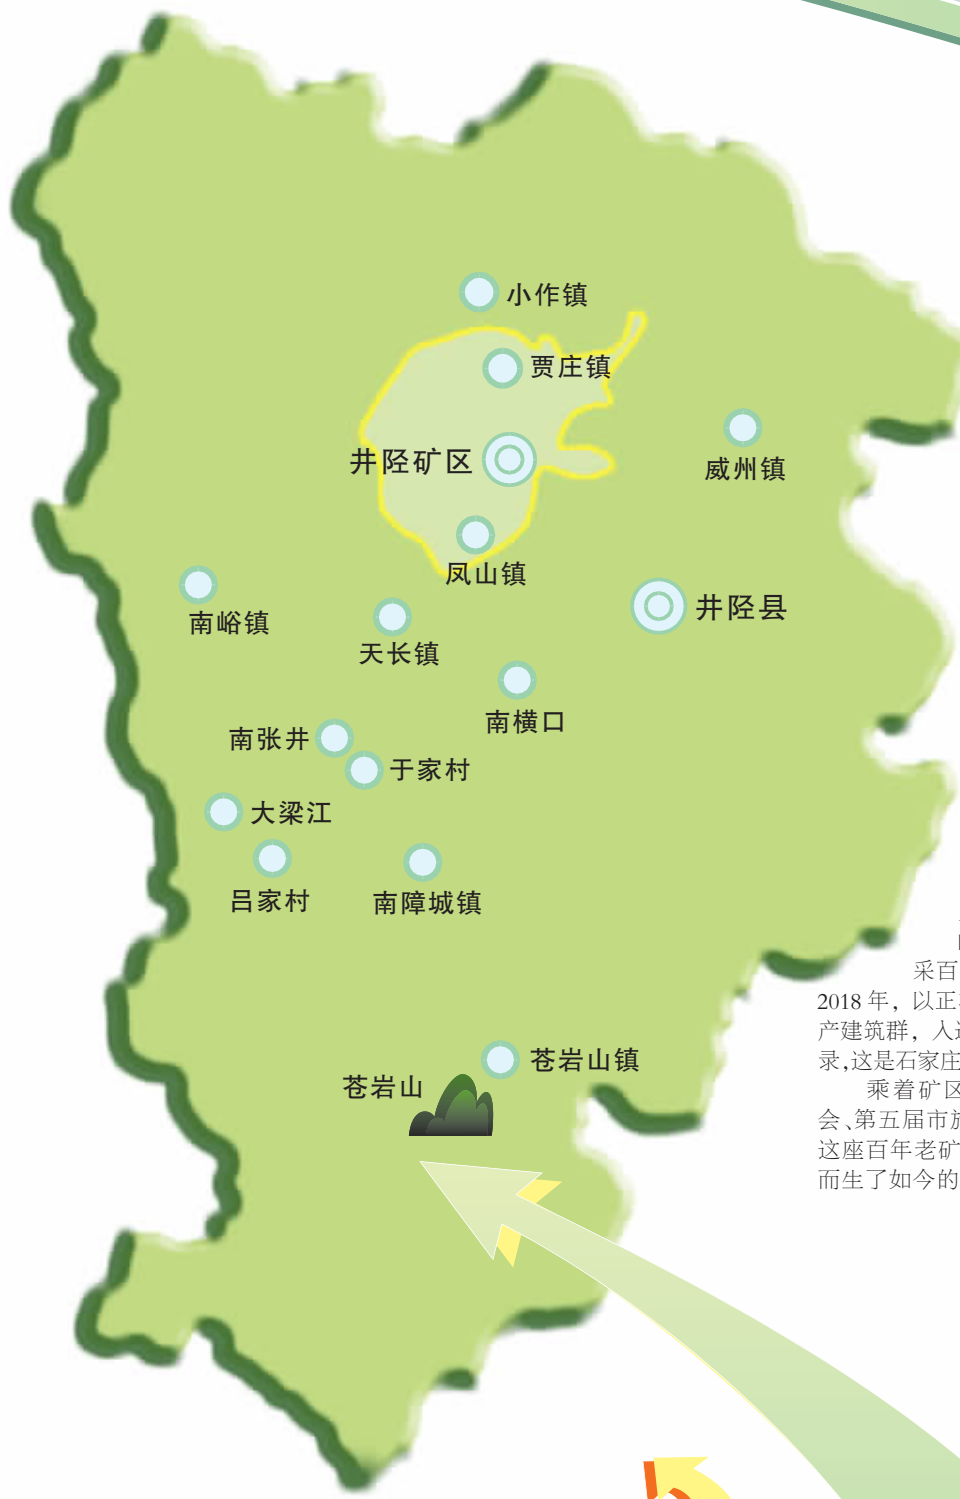 小作镇
贾庄镇
井陉矿区
威州镇
凤山镇
南峪镇
天长镇
井陉县
南横口
南张井
于家村
大梁江
吕家村
南障城镇
苍岩山镇
苍岩山
采百
2018 年，以正
产建筑群，入
录，这是石家庄
乘着矿区
会、第五届市旅
这座百年老矿
而生了如今的